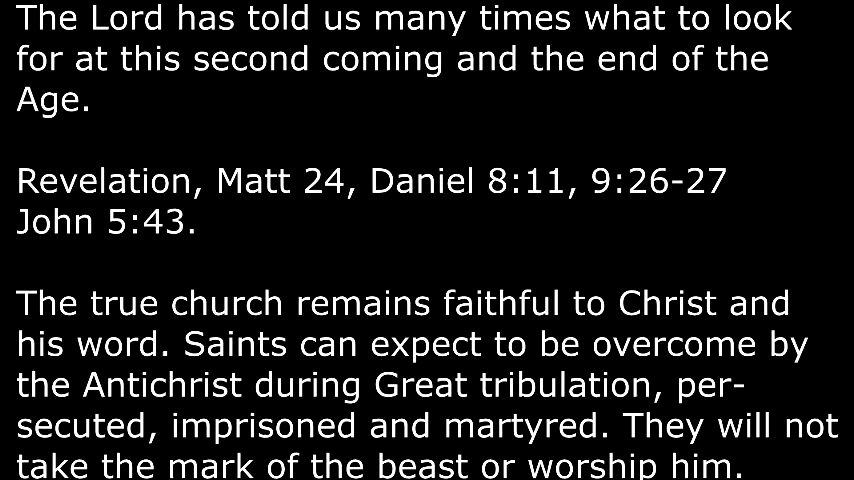 The Lord has told us many times what to look
for at this second coming and the end of the
Age.
Revelation, Matt 24, Daniel 8:11, 9:26-27
John 5:43.
The true church remains faithful to Christ and
his word. Saints can expect to be overcome by
the Antichrist during Great tribulation, per-
secuted, imprisoned and martyred. They will not
take the mark of the beast or worship him.